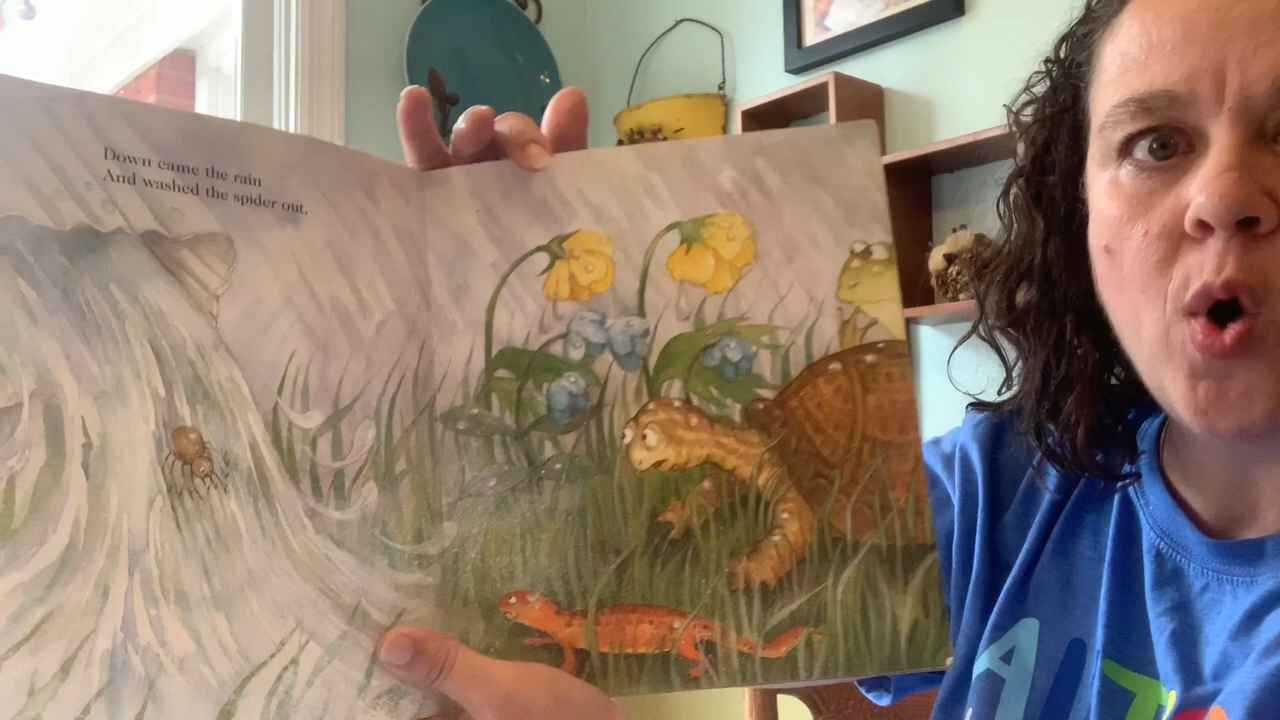 Down came the rain
And washed the spider out.